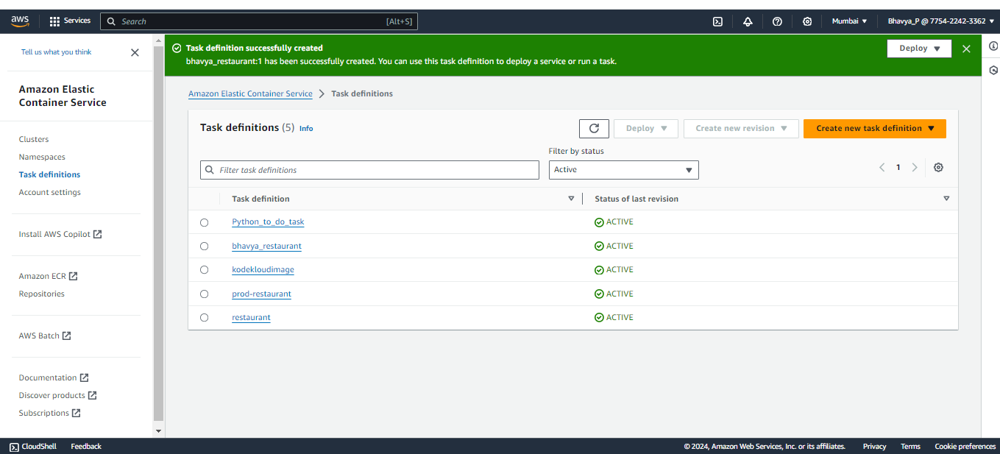 aws
Services
Search
[Alt+S]
Mumbai
Bhavya_P @ 7754-2242-3362
Tell us what you think
Amazon Elastic
Container Service
Clusters
Namespaces
Task definitions
Account settings
Install AWS Copilot
Amazon ECR
Repositories
AWS Batch
Documentation
Discover products
Subscriptions
Task definition successfully created
bhavya_restaurant:1 has been successfully created. You can use this task definition to deploy a service or run a task.
Deploy
Amazon Elastic Container Service
Task definitions
Task definitions (5) Info
Deploy
Create new revision
Create new task definition
Filter by status
Filter task definitions
Active
1
Task definition
Status of last revision
Python_to_do_task
ACTIVE
bhavya_restaurant
ACTIVE
kodekloudimage
ACTIVE
prod-restaurant
ACTIVE
restaurant
ACTIVE
CloudShell
Feedback
© 2024, Amazon Web Services, Inc. or its affiliates.
Privacy
Terms
Cookie preferences